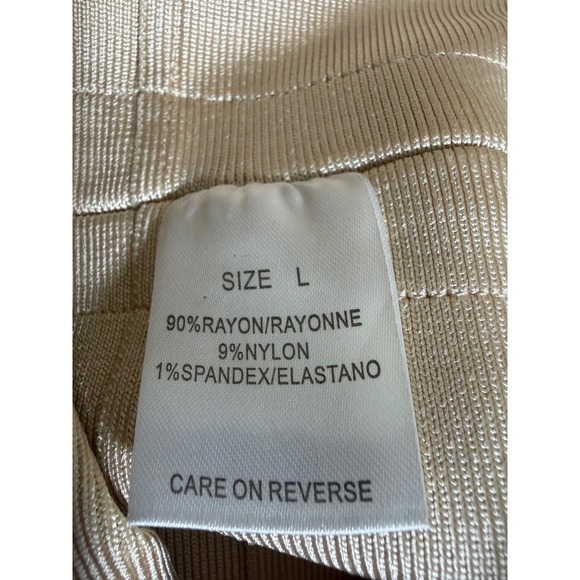 SIZE L
90%RAYON/RAYONNE
9%NYLON
1%SPANDEX/ELASTANO
CARE ON REVERSE